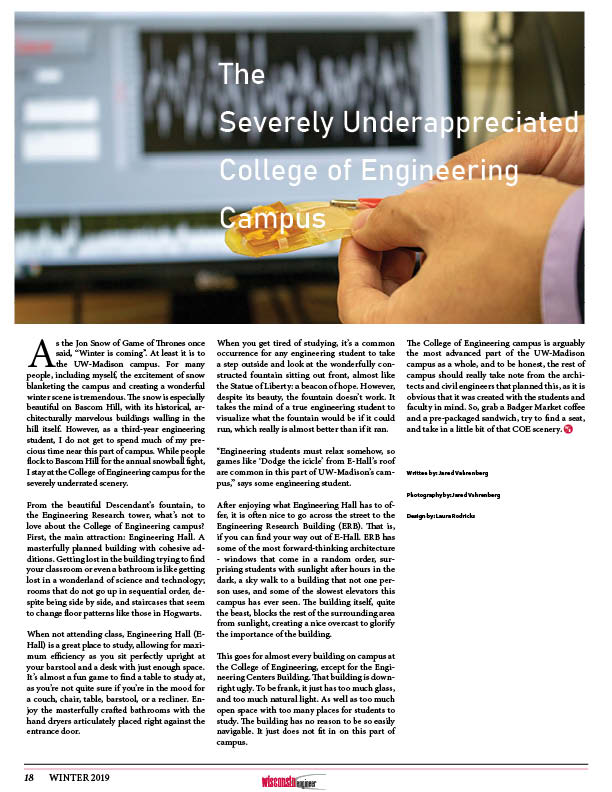 The
Severely Underappreciated
College of Engineering
Campus
As the Jon Snow of Game of Thrones once
said, “Winter is coming”. At least it is to
the UW-Madison campus. For many
people, including myself, the excitement of snow
blanketing the campus and creating a wonderful
winter scene is tremendous. The snow is especially
beautiful on Bascom Hill, with its historical, ar-
chitecturally marvelous buildings walling in the
hill itself. However, as a third-year engineering
student, I do not get to spend much of my pre-
cious time near this part of campus. While people
flock to Bascom Hill for the annual snowball fight,
I stay at the College of Engineering campus for the
severely underrated scenery.
From the beautiful Descendant’s fountain, to
the Engineering Research tower, what’s not to
love about the College of Engineering campus?
First, the main attraction: Engineering Hall. A
masterfully planned building with cohesive ad-
ditions. Getting lost in the building trying to find
your classroom or even a bathroom is like getting
lost in a wonderland of science and technology;
rooms that do not go up in sequential order, de-
spite being side by side, and staircases that seem
to change floor patterns like those in Hogwarts.
When not attending class, Engineering Hall (E-
Hall) is a great place to study, allowing for maxi-
mum efficiency as you sit perfectly upright at
your barstool and a desk with just enough space.
It’s almost a fun game to find a table to study at,
as you’re not quite sure if you’re in the mood for
a couch, chair, table, barstool, or a recliner. En-
joy the masterfully crafted bathrooms with the
hand dryers articulately placed right against the
entrance door.
When you get tired of studying, it’s a common
occurrence for any engineering student to take
a step outside and look at the wonderfully con-
structed fountain sitting out front, almost like
the Statue of Liberty: a beacon of hope. However,
despite its beauty, the fountain doesn’t work. It
takes the mind of a true engineering student to
visualize what the fountain would be if it could
run, which really is almost better than if it ran.
“Engineering students must relax somehow, so
games like ‘Dodge the icicle’ from E-Hall’s roof
are common in this part of UW-Madison’s cam-
pus,” says some engineering student.
After enjoying what Engineering Hall has to of-
fer, it is often nice to go across the street to the
Engineering Research Building (ERB). That is,
if you can find your way out of E-Hall. ERB has
some of the most forward-thinking architecture
- windows that come in a random order, sur-
prising students with sunlight after hours in the
dark, a sky walk to a building that not one per-
son uses, and some of the slowest elevators this
campus has ever seen. The building itself, quite
the beast, blocks the rest of the surrounding area
from sunlight, creating a nice overcast to glorify
the importance of the building.
This goes for almost every building on campus at
the College of Engineering, except for the Engi-
neering Centers Building. That building is down-
right ugly. To be frank, it just has too much glass,
and too much natural light. As well as too much
open space with too many places for students to
study. The building has no reason to be so easily
navigable. It just does not fit in on this part of
campus.
The College of Engineering campus is arguably
the most advanced part of the UW-Madison
campus as a whole, and to be honest, the rest of
campus should really take note from the archi-
tects and civil engineers that planned this, as it is
obvious that it was created with the students and
faculty in mind. So, grab a Badger Market coffee
and a pre-packaged sandwich, try to find a seat,
and take in a little bit of that COE scenery.
Written by: Jared Vahrenberg
Photography by: Jared Vahrenberg
Design by: Laura Rodricks
18 WINTER 2019
wisconsin engineer